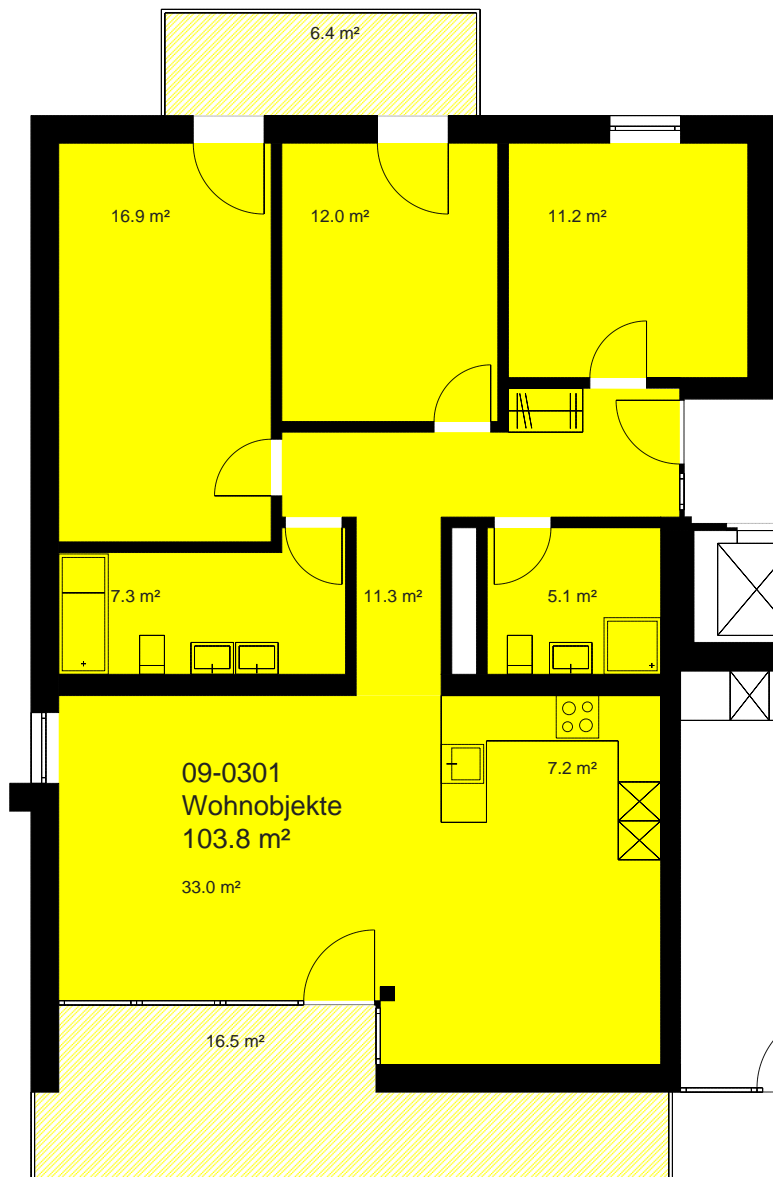 6.4 m²
16.9 m²
12.0 m²
11.2 m²
7.3 m²
11.3 m²
5.1 m²
09-0301
Wohnobjekte
103.8 m²
7.2 m²
33.0 m²
16.5 m²